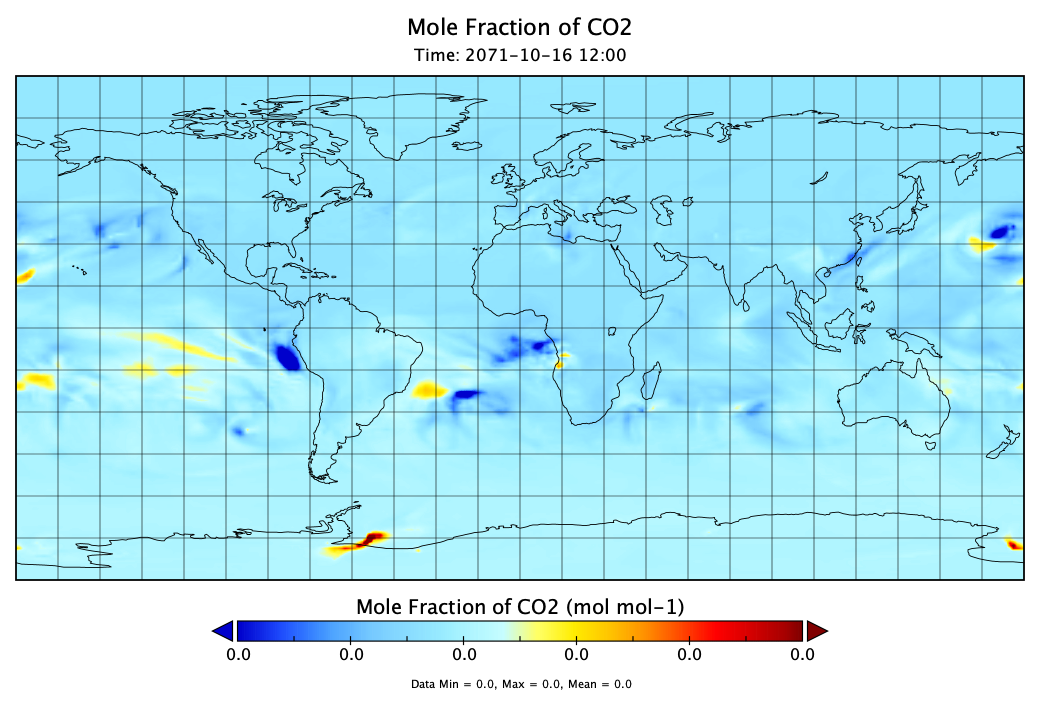 Mole Fraction of CO2
Time: 2071-10-16 12:00
Mole Fraction of CO2 (mol mol-1)
0.0 0.0 0.0 0.0 0.0 0.0
Data Min = 0.0, Max = 0.0, Mean = 0.0